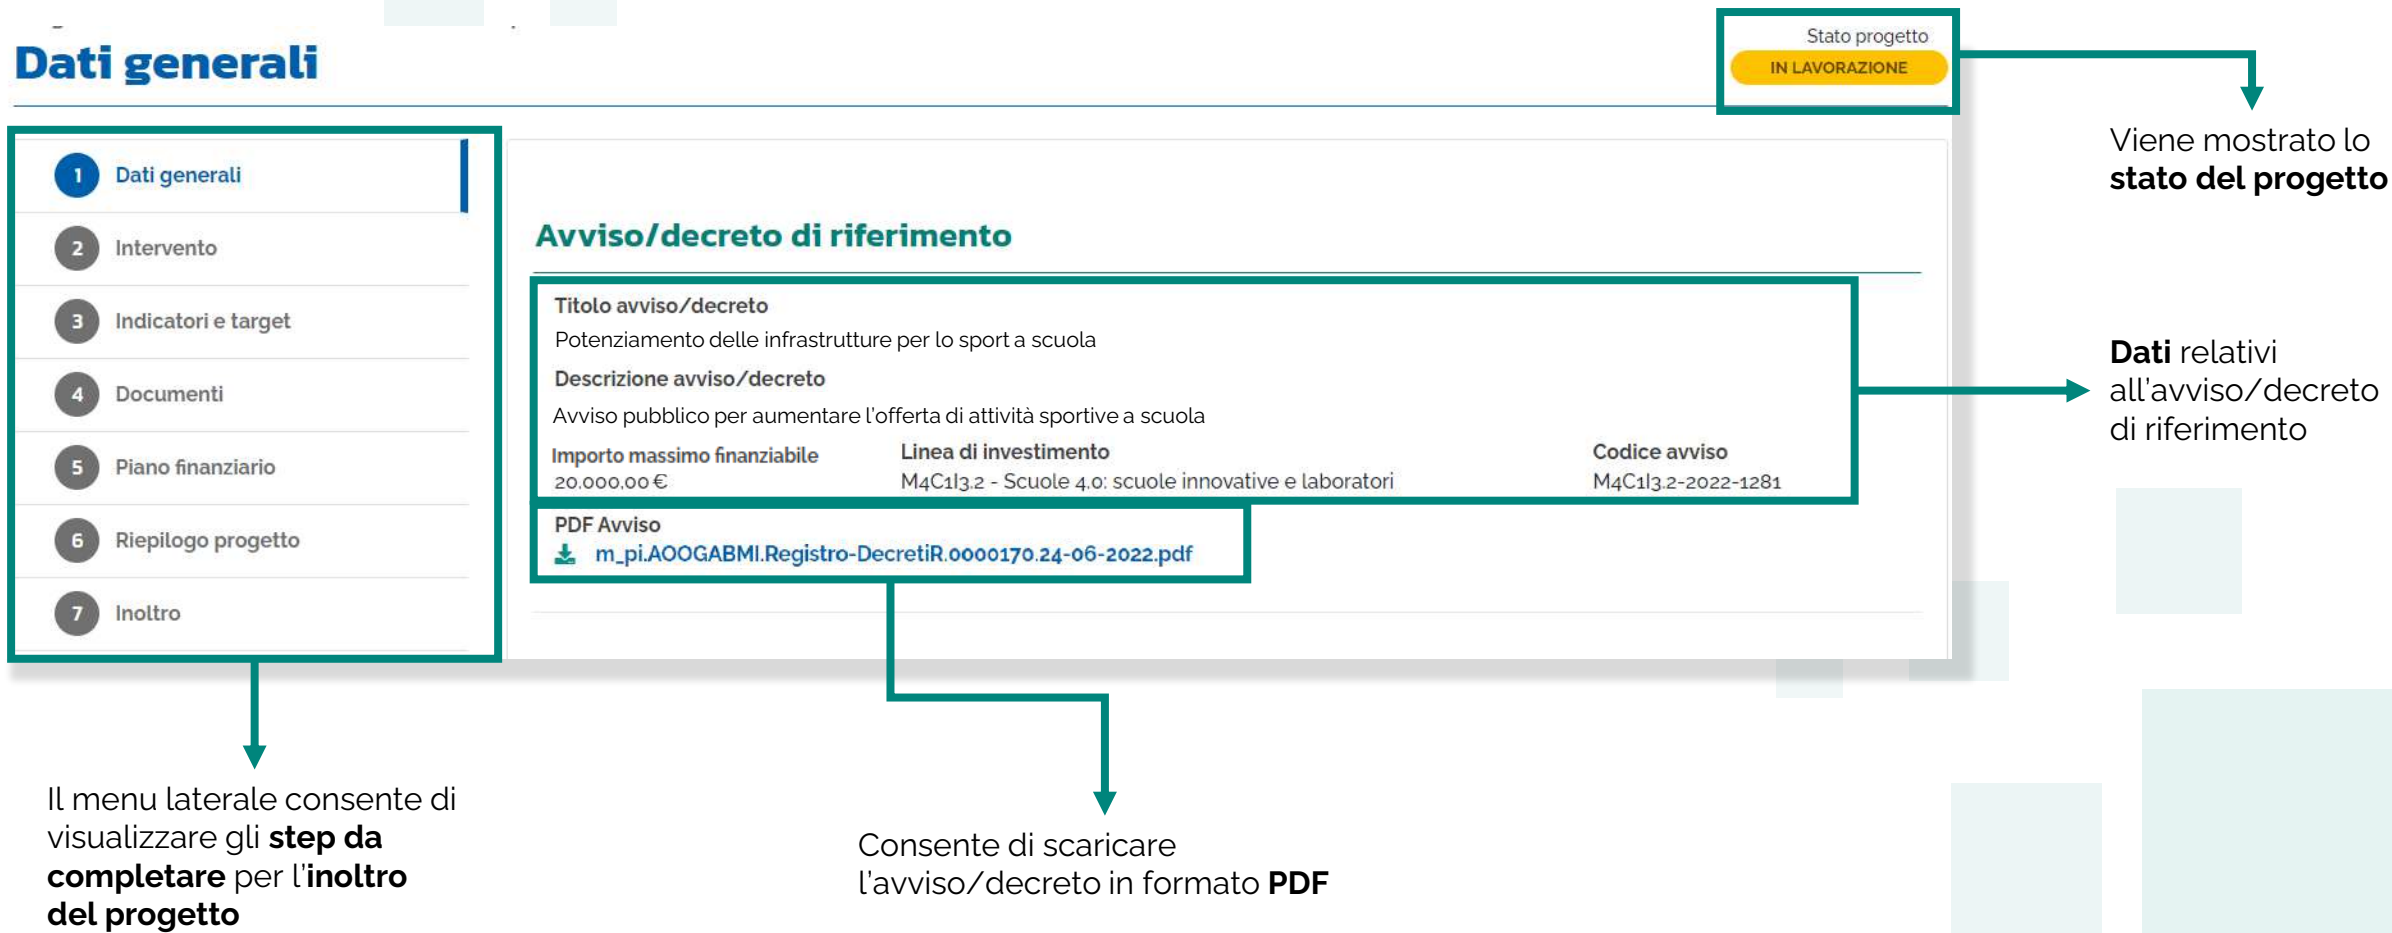 Dati generali
Stato progetto
IN LAVORAZIONE
Viene mostrato lo
stato del progetto
1 Dati generali
2 Intervento
3 Indicatori e target
4 Documenti
5 Piano finanziario
6 Riepilogo progetto
7 Inoltro
Avviso/decreto di riferimento
Titolo avviso/decreto
Potenziamento delle infrastrutture per lo sport a scuola
Descrizione avviso/decreto
Avviso pubblico per aumentare l'offerta di attività sportive a scuola
Importo massimo finanziabile
20.000,00 €
Linea di investimento
M4C1I3.2 - Scuole 4.0: scuole innovative e laboratori
Codice avviso
M4C1I3.2-2022-1281
PDF Avviso
m_pi.AOOGABMI.Registro-DecretiR.0000170.24-06-2022.pdf
Dati relativi
all'avviso/decreto
di riferimento
Il menu laterale consente di
visualizzare gli step da
completare per l'inoltro
del progetto
Consente di scaricare
l'avviso/decreto in formato PDF